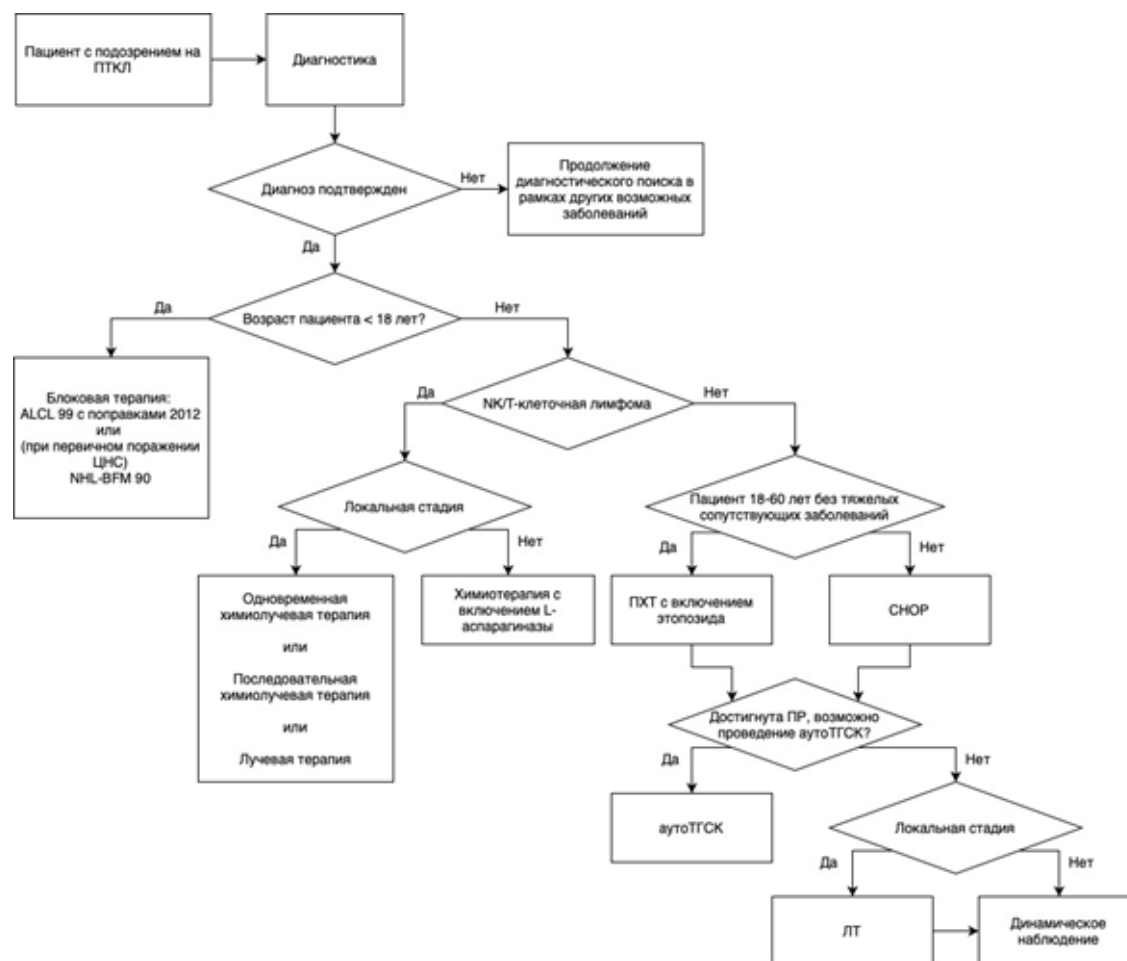 Пациент с подозрением на
ПТКЛ
Диагностика
Диагноз подтвержден
Нет
Продолжение
диагностического поиска в
рамках других возможных
заболеваний
Да
Возраст пациента < 18 лет?
Да
Нет
Блоковая терапия:
ALCL 99 с поправками 2012
или
(при первичном поражении
ЦНС)
NHL-BFM 90
NK/T-клеточная лимфома
Да
Нет
Локальная стадия
Да
Нет
Пациент 18-60 лет без тяжелых
сопутствующих заболеваний
Да
Нет
Одновременная
химиолучевая терапия
или
Последовательная
химиолучевая терапия
или
Лучевая терапия
Химиотерапия с
включением L-
аспарагиназы
ПХТ с включением
этопозида
CHOP
Достигнута ПР, возможно
проведение аутоТГСК?
Да
Нет
аутоТГСК
Локальная стадия
Да
Нет
ЛТ
Динамическое
наблюдение